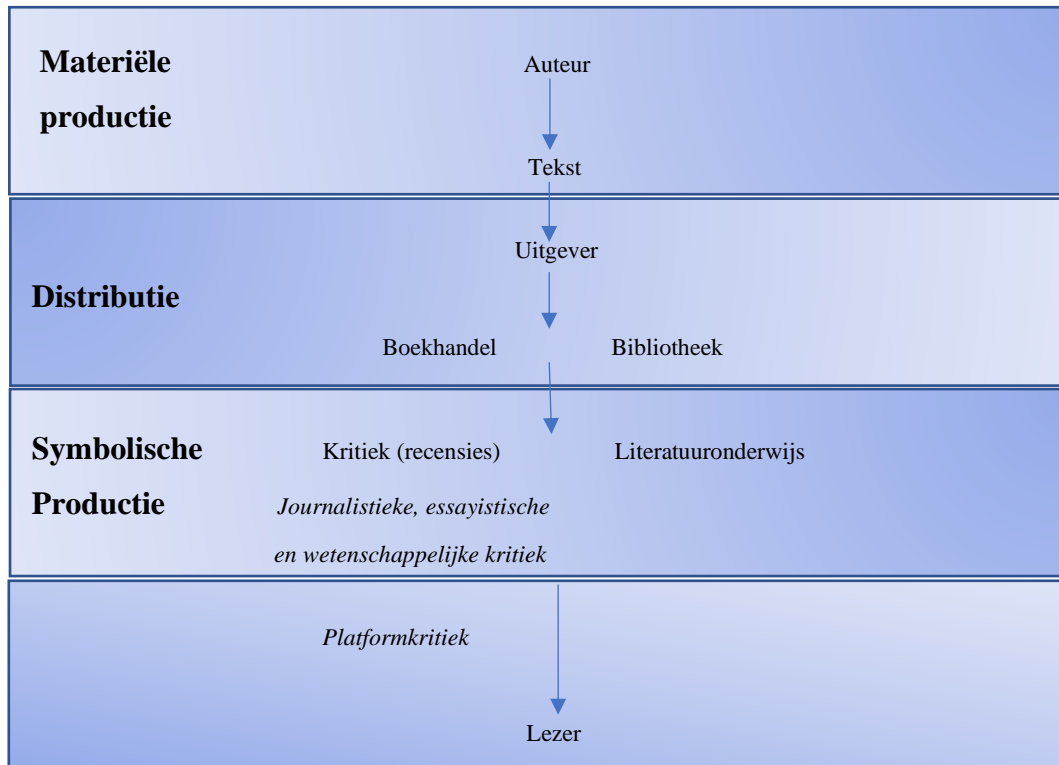 Materiële
productie
Auteur
Tekst
Distributie
Uitgever
Boekhandel Bibliotheek
Symbolische
Productie
Kritiek (recensies) Literatuuronderwijs
Journalistieke, essayistische
en wetenschappelijke kritiek
Platformkritiek
Lezer